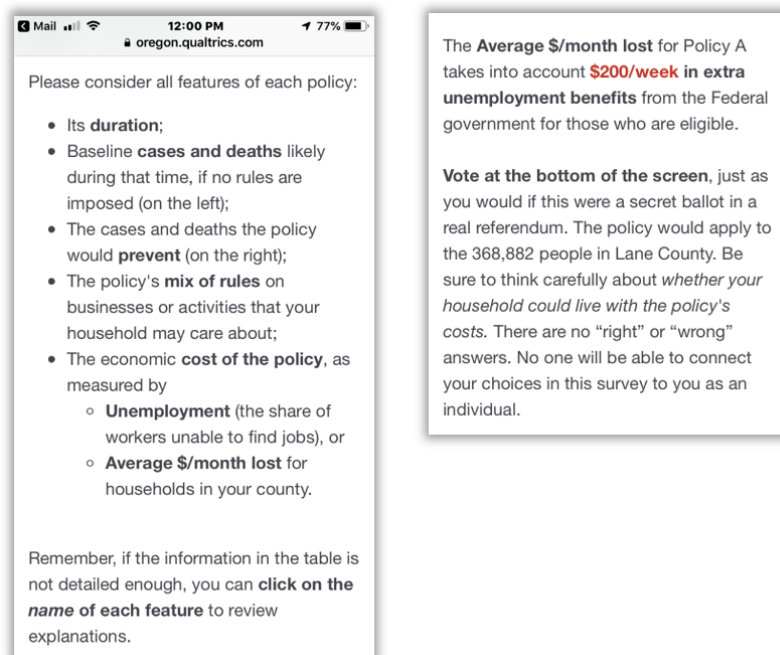 Mail 12:00 PM 77%
oregon.qualtrics.com
Please consider all features of each policy:
• Its duration;
• Baseline cases and deaths likely
during that time, if no rules are
imposed (on the left);
• The cases and deaths the policy
would prevent (on the right);
• The policy's mix of rules on
businesses or activities that your
household may care about;
• The economic cost of the policy, as
measured by
◦ Unemployment (the share of
workers unable to find jobs), or
◦ Average $/month lost for
households in your county.
Remember, if the information in the table is
not detailed enough, you can click on the
name of each feature to review
explanations.
The Average $/month lost for Policy A
takes into account $200/week in extra
unemployment benefits from the Federal
government for those who are eligible.
Vote at the bottom of the screen, just as
you would if this were a secret ballot in a
real referendum. The policy would apply to
the 368,882 people in Lane County. Be
sure to think carefully about whether your
household could live with the policy's
costs. There are no “right” or “wrong”
answers. No one will be able to connect
your choices in this survey to you as an
individual.